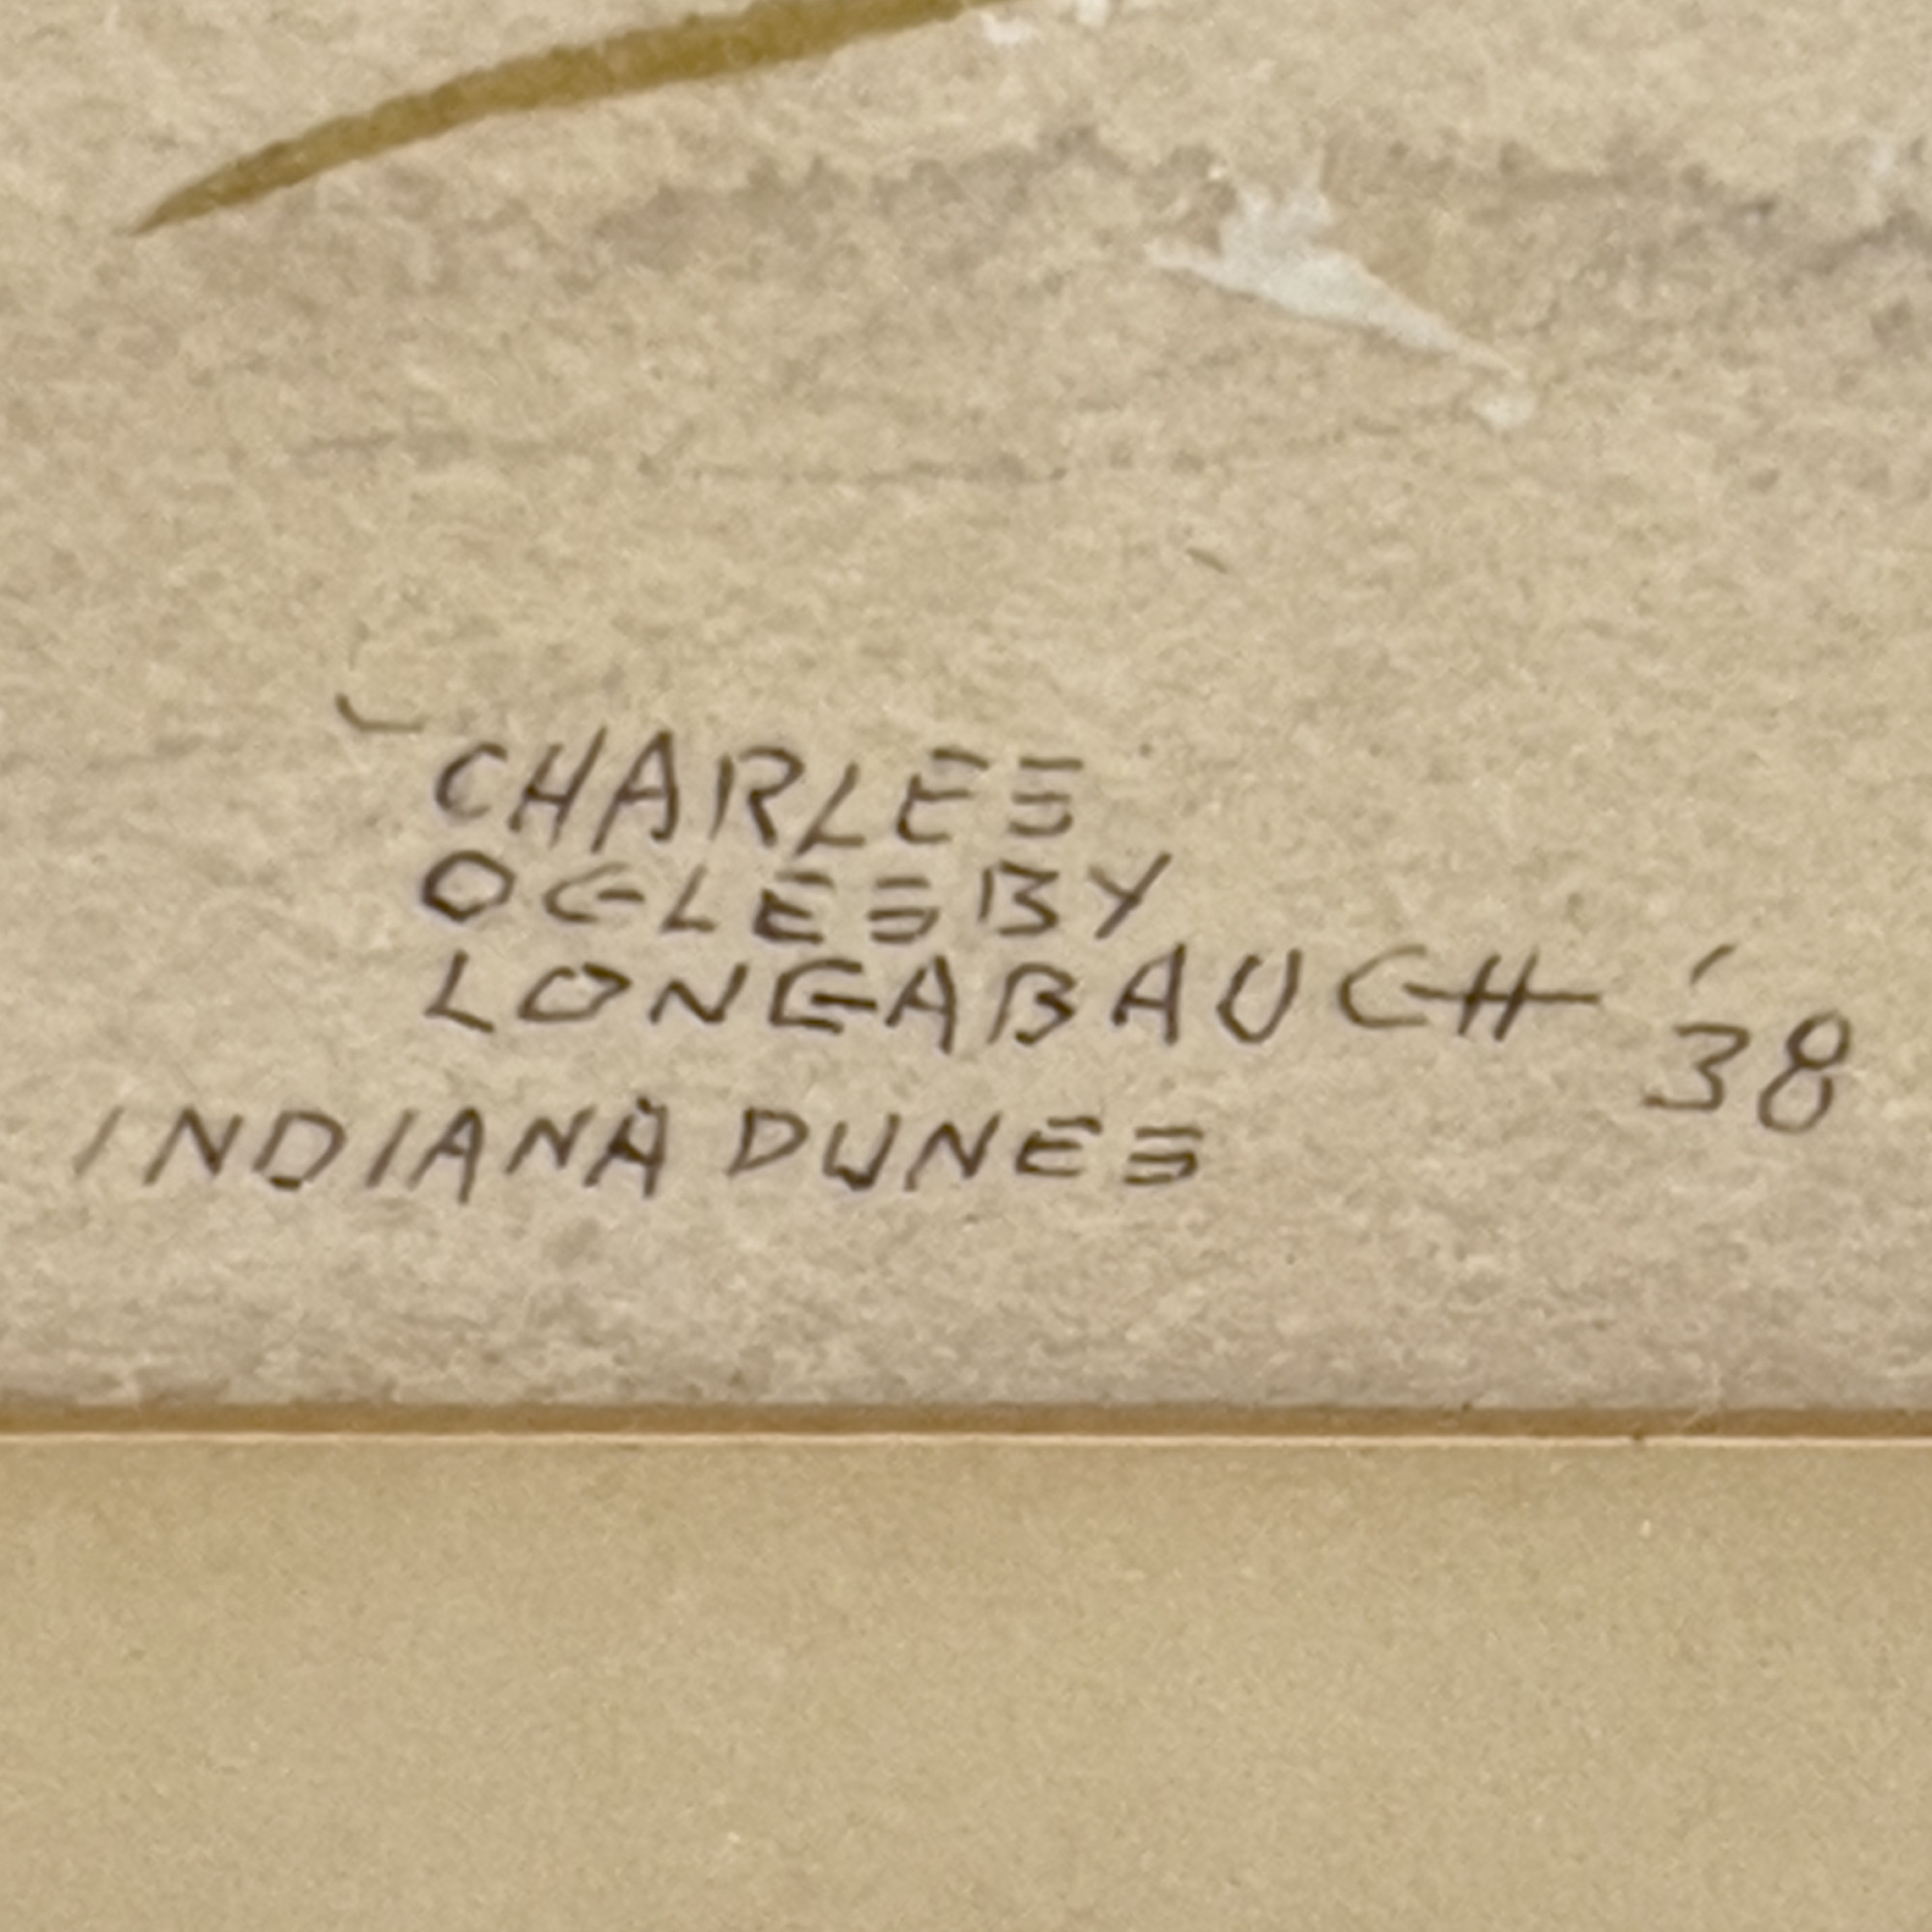 CHARLES
OGLESBY
LONGABAUGH '38
INDIANA DUNES